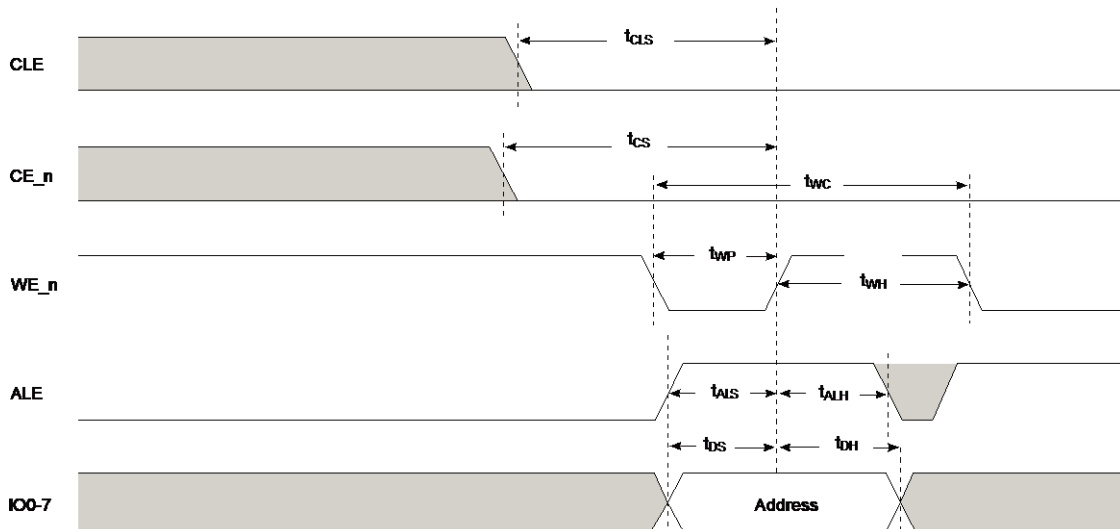 CLE
tCLS
CE_n
tCS
tWC
WE_n
tWP
tWH
ALE
tALS
tALH
tDS
tDH
IO0-7
Address